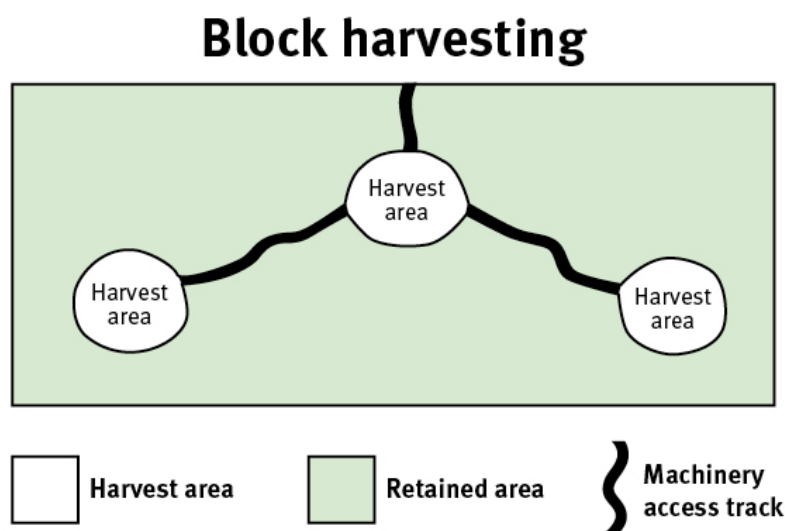 Block harvesting
Harvest
area
Harvest
area
Harvest
area
Harvest area
Retained area
Machinery
access track